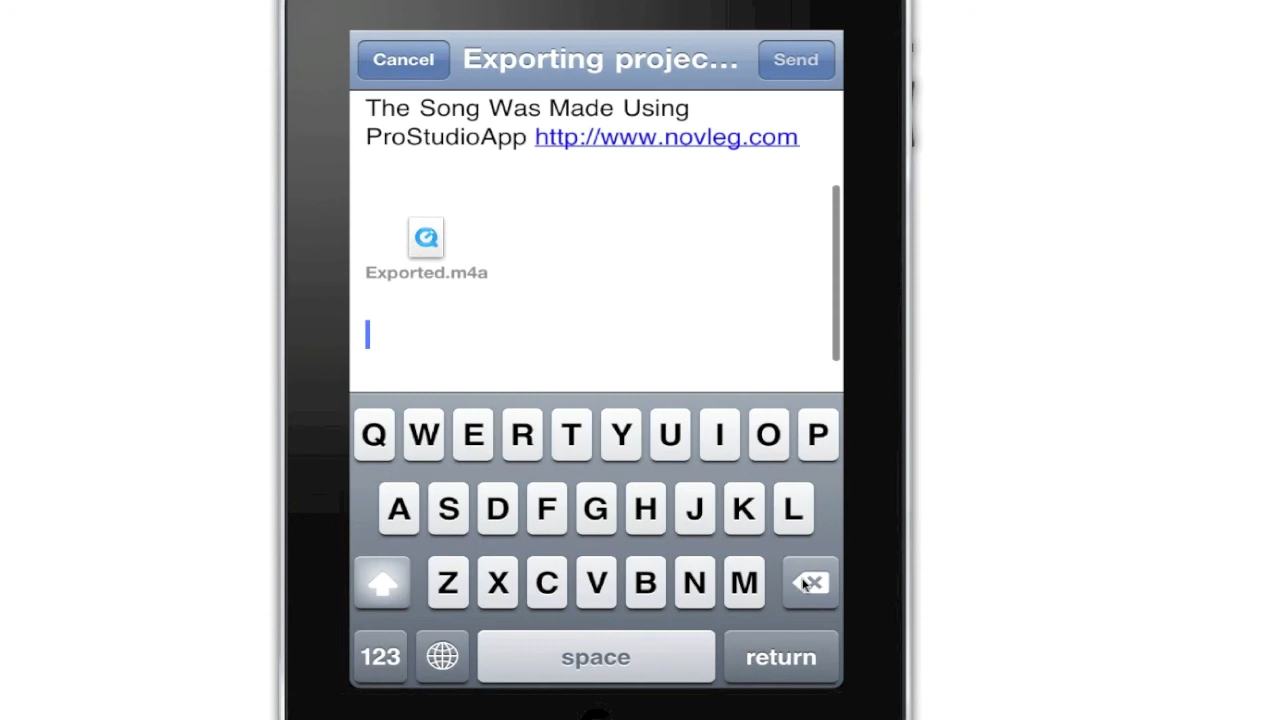 Cancel Exporting projec... Send
The Song Was Made Using
ProStudioApp http://www.novleg.com
Exported.m4a
Q W E R T Y U I O P
A S D F G H J K L
Z X C V B N M
123 space return